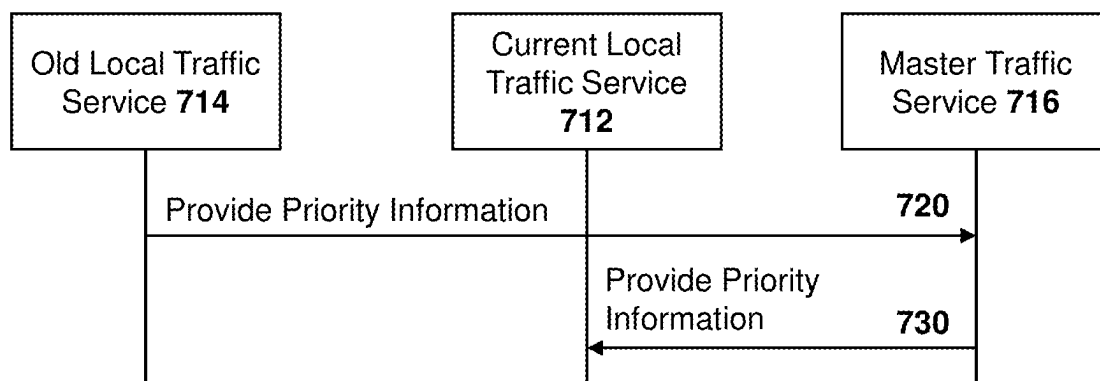 Old Local Traffic
Service 714
Current Local
Traffic Service
712
Master Traffic
Service 716
Provide Priority Information
720
Provide Priority
Information
730